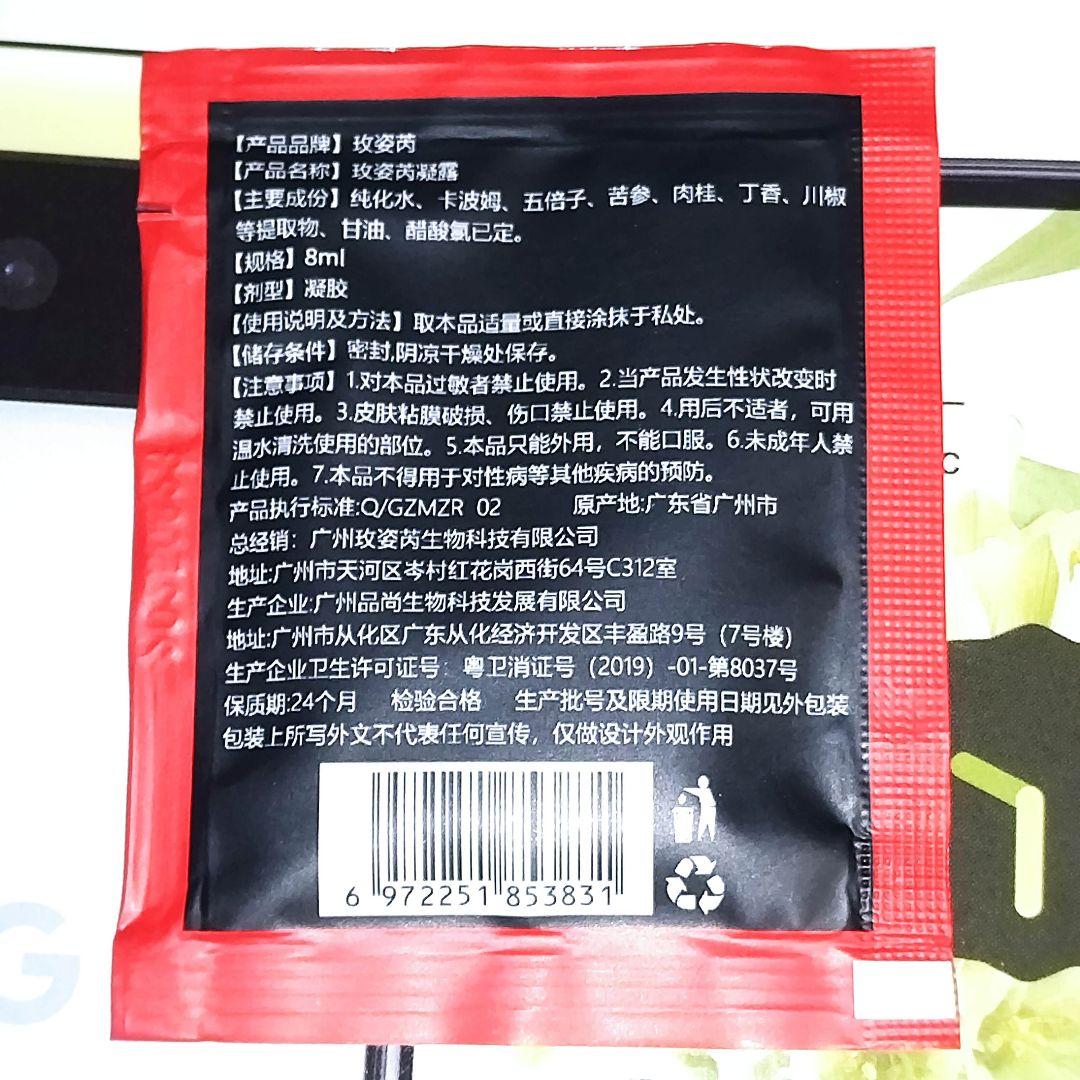 【产品品牌】玫姿芮
【产品名称】玫姿芮凝露
【主要成份】纯化水、卡波姆、五倍子、苦参、肉桂、丁香、川椒
等提取物、甘油、醋酸氯已定。
【规格】8ml
【剂型】凝胶
【使用说明及方法】取本品适量或直接涂抹于私处。
【储存条件】密封,阴凉干燥处保存。
【注意事项】1.对本品过敏者禁止使用。2.当产品发生性状改变时
禁止使用。3.皮肤粘膜破损、伤口禁止使用。4.用后不适者，可用
温水清洗使用的部位。5.本品只能外用，不能口服。6.未成年人禁
止使用。7.本品不得用于对性病等其他疾病的预防。
产品执行标准:Q/GZMZR 02 原产地:广东省广州市
总经销：广州玫姿芮生物科技有限公司
地址:广州市天河区岑村红花岗西街64号C312室
生产企业:广州品尚生物科技发展有限公司
地址:广州市从化区广东从化经济开发区丰盈路9号（7号楼）
生产企业卫生许可证号：粤卫消证号（2019）-01-第8037号
保质期:24个月 检验合格 生产批号及限期使用日期见外包装
包装上所写外文不代表任何宣传，仅做设计外观作用
6 972251 853831
G
C